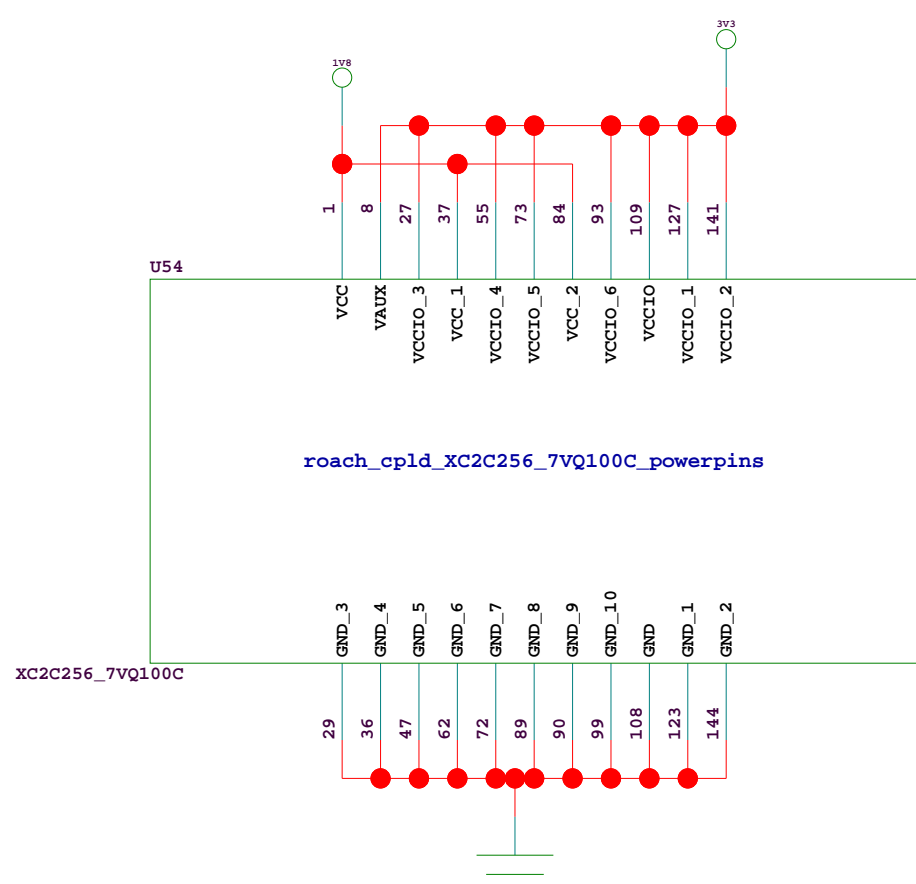 3V3
1V8
1
8
27
37
55
73
84
93
109
127
141
U54
VCC
VAUX
VCCIO_3
VCC_1
VCCIO_4
VCCIO_5
VCC_2
VCCIO_6
VCCIO
VCCIO_1
VCCIO_2
roach_cpld_XC2C256_7VQ100C_powerpins
GND_3
GND_4
GND_5
GND_6
GND_7
GND_8
GND_9
GND_10
GND
GND_1
GND_2
XC2C256_7VQ100C
29
36
47
62
72
89
90
99
108
123
144